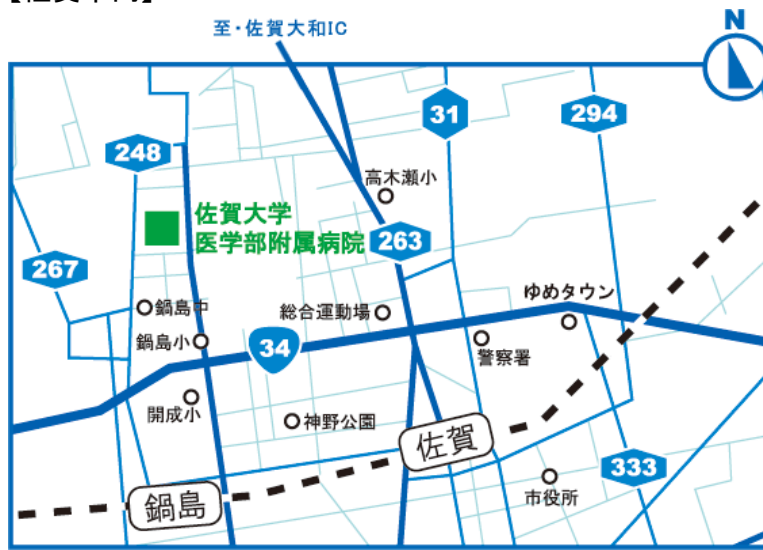 至・佐賀大和IC
N
31
294
248
高木瀬小
佐賀大学
医学部附属病院
263
267
ゆめタウン
鍋島中
総合運動場
鍋島小
34
警察署
開成小
神野公園
佐賀
333
市役所
鍋島